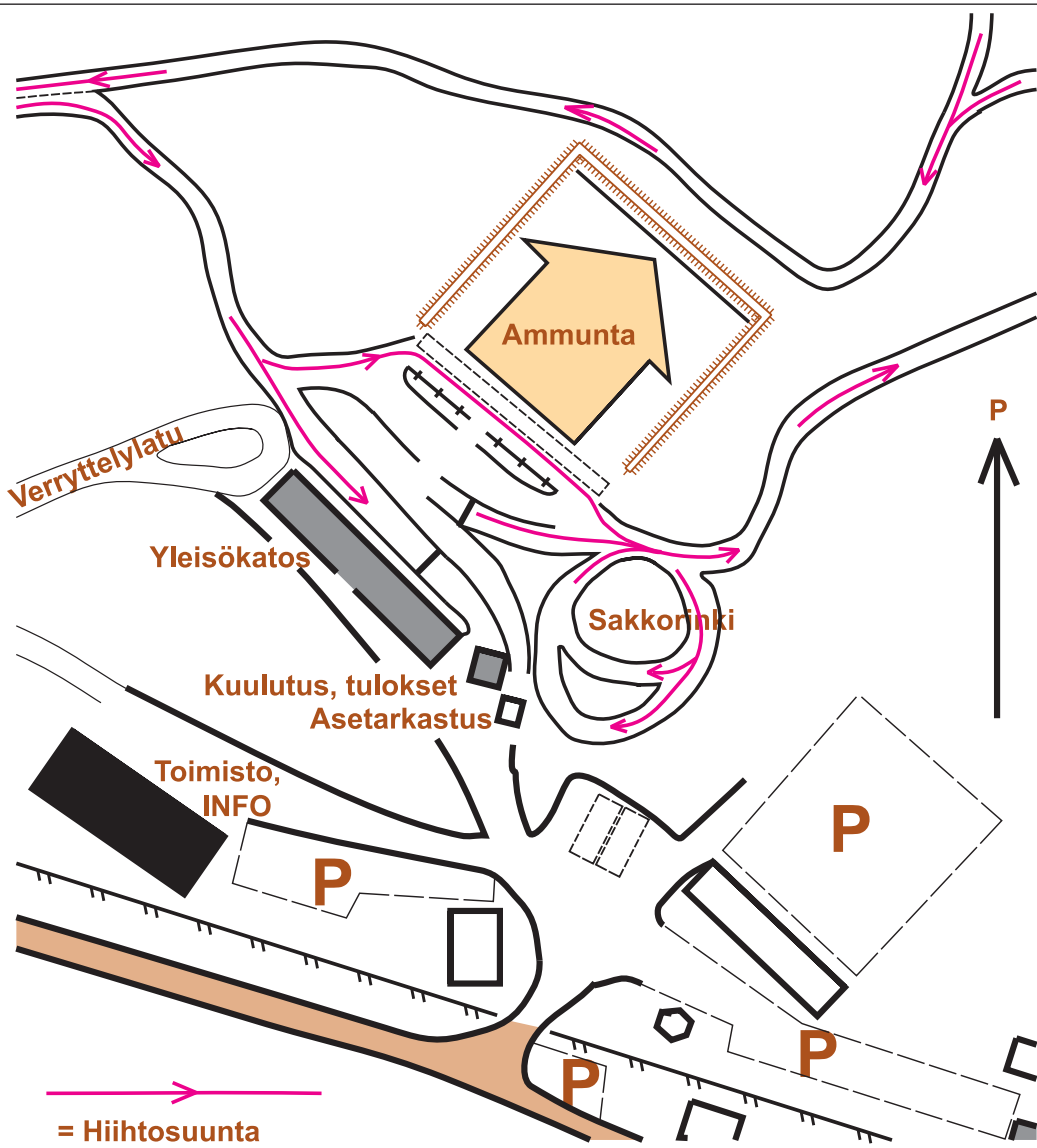 Ammunta
P
Verryttelylatu
Yleisökatos
Sakkorinki
Kuulutus, tulokset
Asetarkastus
Toimisto,
INFO
P
P
P
P
= Hiihtosuunta